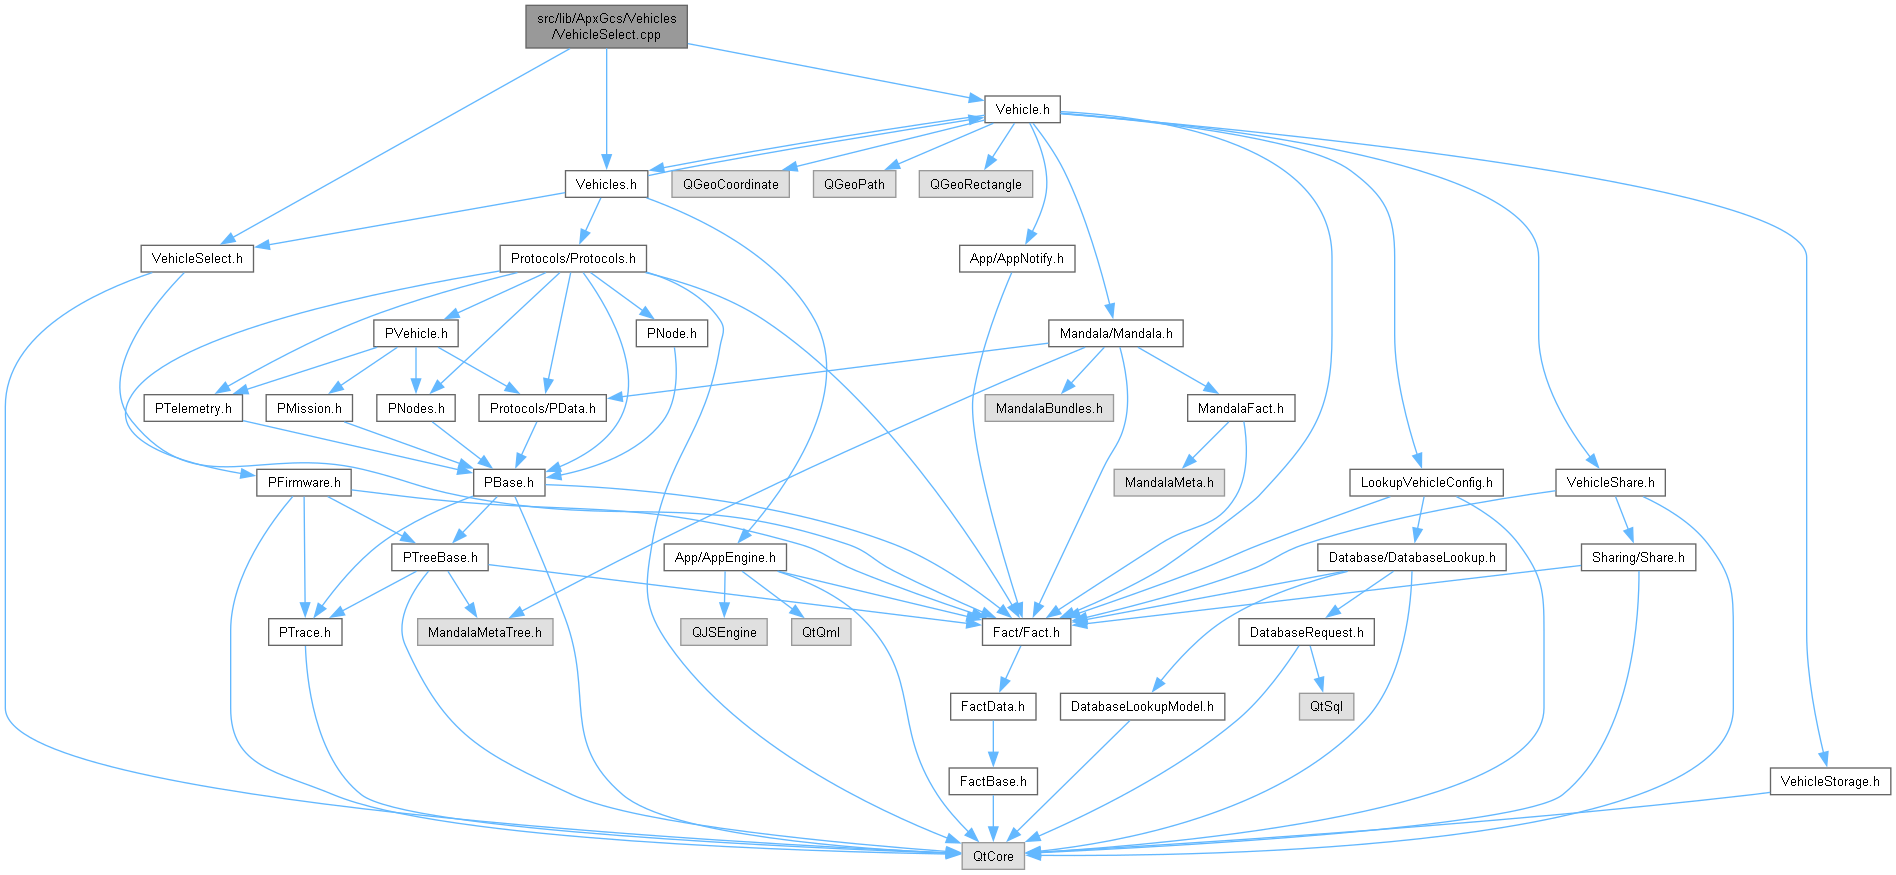 src/lib/ApxGcs/Vehicles
/VehicleSelect.cpp
Vehicle.h
Vehicles.h
QGeoCoordinate
QGeoPath
QGeoRectangle
VehicleSelect.h
Protocols/Protocols.h
App/AppNotify.h
PVehicle.h
PNode.h
Mandala/Mandala.h
PTelemetry.h
PMission.h
PNodes.h
Protocols/PData.h
MandalaBundles.h
MandalaFact.h
PFirmware.h
PBase.h
MandalaMeta.h
LookupVehicleConfig.h
VehicleShare.h
PTreeBase.h
App/AppEngine.h
Database/DatabaseLookup.h
Sharing/Share.h
PTrace.h
MandalaMetaTree.h
QJSEngine
QtQml
Fact/Fact.h
DatabaseRequest.h
FactData.h
DatabaseLookupModel.h
QtSql
FactBase.h
VehicleStorage.h
QtCore